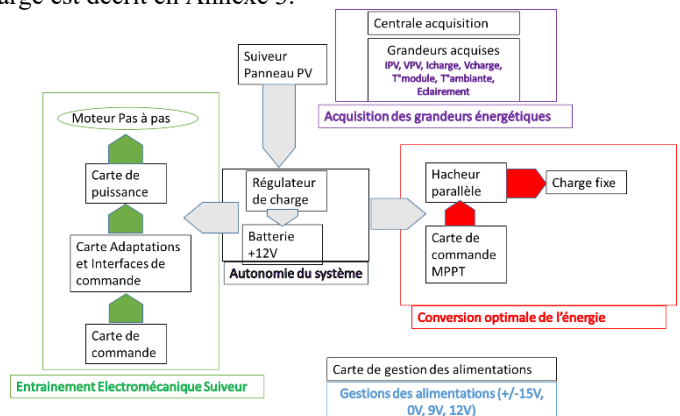 arge est décrit en Annexe 3.
Centrale acquisition
Grandeurs acquises
IPV, VPV, Icharge, Vcharge,
T°module, T°ambiante,
Eclairement
Acquisition des grandeurs énergétiques
Suiveur
Panneau PV
Moteur Pas à pas
Carte de
puissance
Carte Adaptations
et Interfaces de
commande
Carte de
commande
Entrainement Electromécanique Suiveur
Régulateur
de charge
Batterie
+12V
Autonomie du système
Hacheur
parallèle
Charge fixe
Carte de
commande
MPPT
Conversion optimale de l'énergie
Carte de gestion des alimentations
Gestions des alimentations (+/-15V,
0V, 9V, 12V)